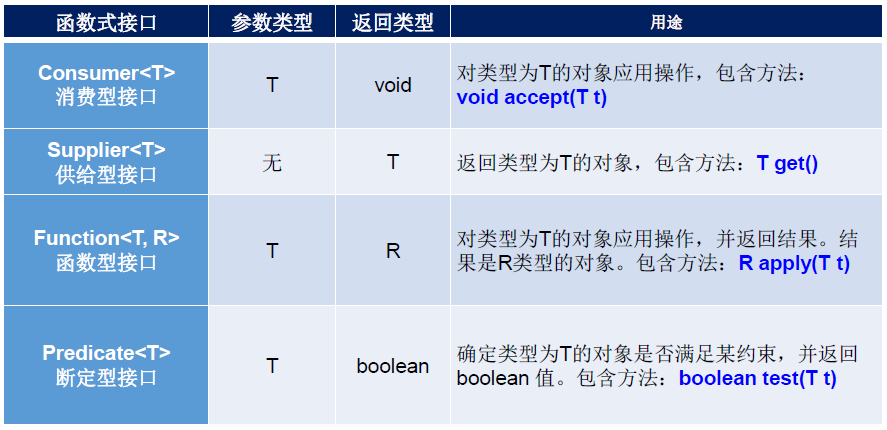 函数式接口 参数类型 返回类型 用途
Consumer<T>
消费型接口
T
void
对类型为T的对象应用操作，包含方法：
void accept(T t)
Supplier<T>
供给型接口
无
T
返回类型为T的对象，包含方法：T get()
Function<T, R>
函数型接口
T
R
对类型为T的对象应用操作，并返回结果。结
果是R类型的对象。包含方法：R apply(T t)
Predicate<T>
断定型接口
T
boolean
确定类型为T的对象是否满足某约束，并返回
boolean 值。包含方法：boolean test(T t)